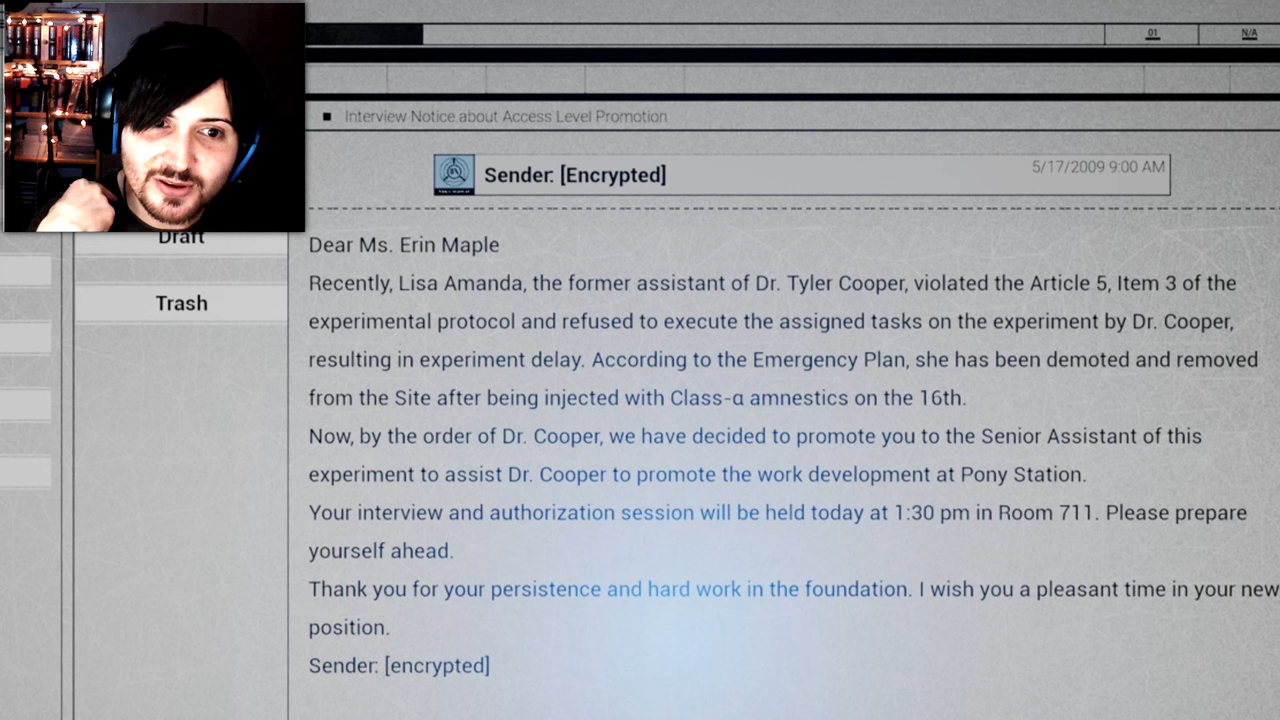 01
N/A
Interview Notice about Access Level Promotion
Sender: [Encrypted]
5/17/2009 9:00 AM
Draft
Trash
Dear Ms. Erin Maple
Recently, Lisa Amanda, the former assistant of Dr. Tyler Cooper, violated the Article 5, Item 3 of the
experimental protocol and refused to execute the assigned tasks on the experiment by Dr. Cooper,
resulting in experiment delay. According to the Emergency Plan, she has been demoted and removed
from the Site after being injected with Class-α amnestics on the 16th.
Now, by the order of Dr. Cooper, we have decided to promote you to the Senior Assistant of this
experiment to assist Dr. Cooper to promote the work development at Pony Station.
Your interview and authorization session will be held today at 1:30 pm in Room 711. Please prepare
yourself ahead.
Thank you for your persistence and hard work in the foundation. I wish you a pleasant time in your new
position.
Sender: [encrypted]